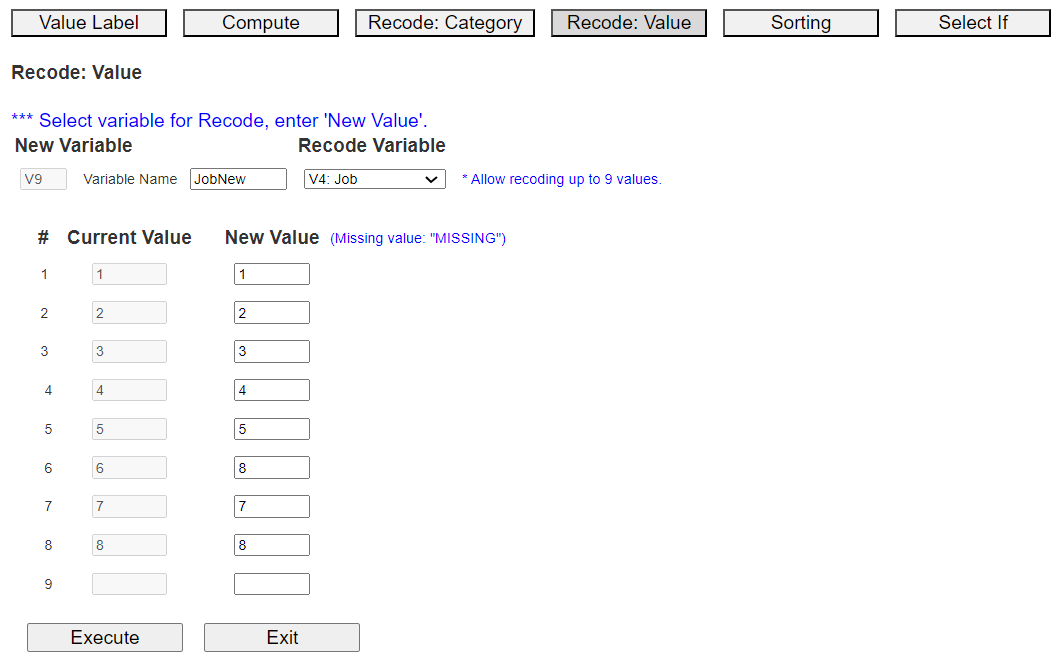 Value Label Compute Recode: Category Recode: Value Sorting Select If
Recode: Value
*** Select variable for Recode, enter 'New Value'.
New Variable Recode Variable
V9 Variable Name JobNew V4: Job * Allow recoding up to 9 values.
# Current Value New Value (Missing value: "MISSING")
1 1 1
2 2 2
3 3 3
4 4 4
5 5 5
6 6 8
7 7 7
8 8 8
9
Execute Exit